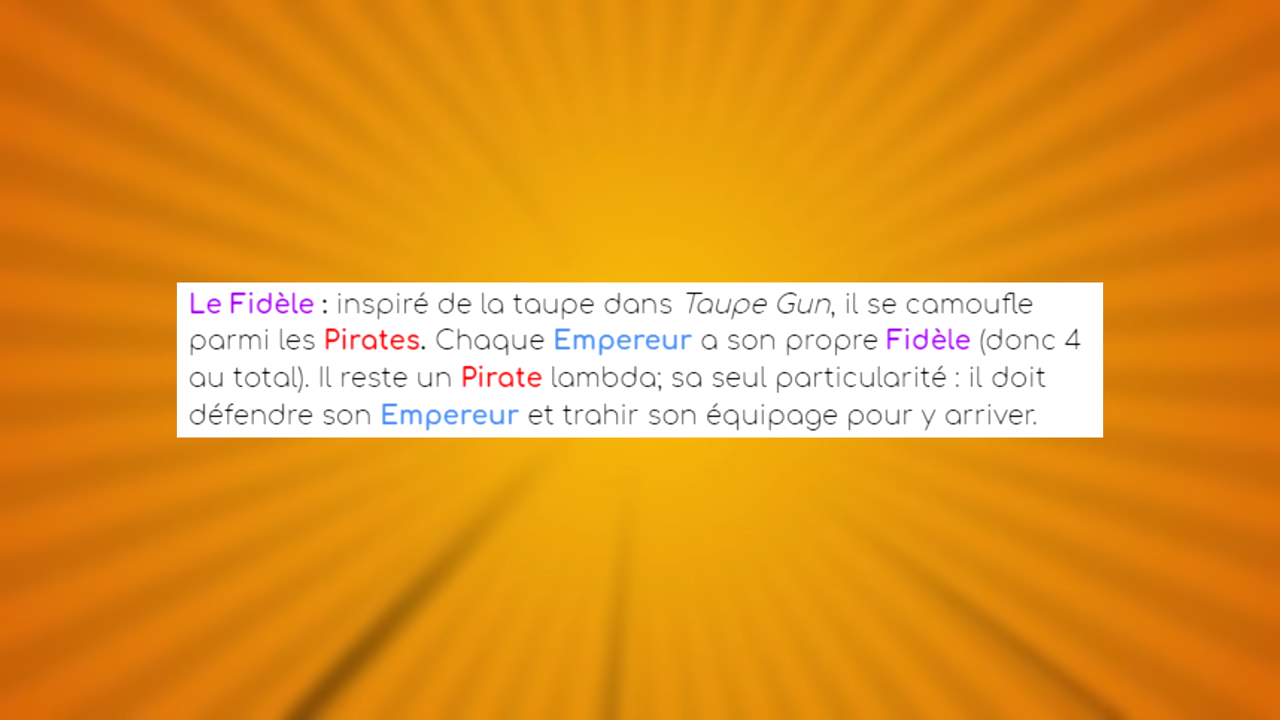 Le Fidèle : inspiré de la taupe dans Taupe Gun, il se camoufle
parmi les Pirates. Chaque Empereur a son propre Fidèle (donc 4
au total). Il reste un Pirate lambda; sa seul particularité : il doit
défendre son Empereur et trahir son équipage pour y arriver.